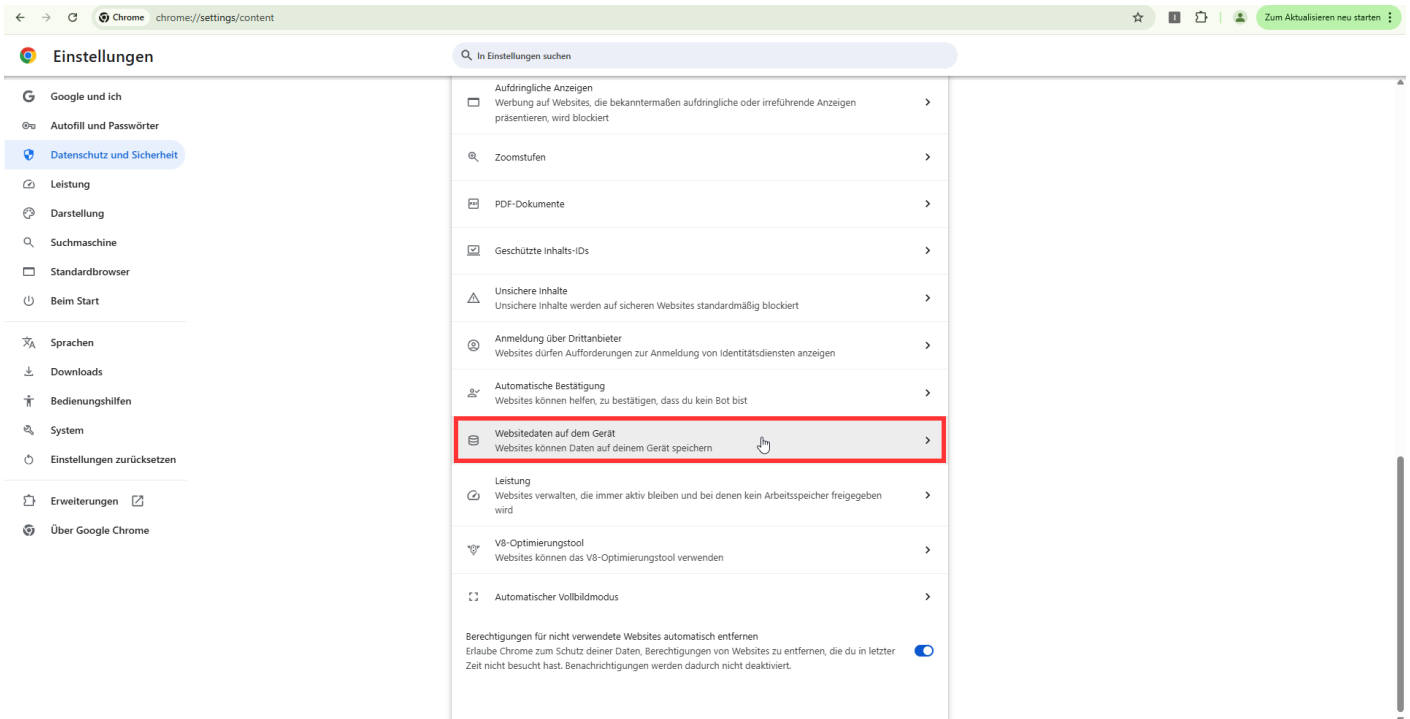 Chrome chrome://settings/content Zum Aktualisieren neu starten
Einstellungen
In Einstellungen suchen
Google und ich
Autofill und Passwörter
Datenschutz und Sicherheit
Leistung
Darstellung
Suchmaschine
Standardbrowser
Beim Start
Sprachen
Downloads
Bedienungshilfen
System
Einstellungen zurücksetzen
Erweiterungen
Über Google Chrome
Aufdringliche Anzeigen
Werbung auf Websites, die bekanntermaßen aufdringliche oder irreführende Anzeigen
präsentieren, wird blockiert
Zoomstufen
PDF-Dokumente
Geschützte Inhalts-IDs
Unsichere Inhalte
Unsichere Inhalte werden auf sicheren Websites standardmäßig blockiert
Anmeldung über Drittanbieter
Websites dürfen Aufforderungen zur Anmeldung von Identitätsdiensten anzeigen
Automatische Bestätigung
Websites können helfen, zu bestätigen, dass du kein Bot bist
Websitedaten auf dem Gerät
Websites können Daten auf deinem Gerät speichern
Leistung
Websites verwalten, die immer aktiv bleiben und bei denen kein Arbeitsspeicher freigegeben
wird
V8-Optimierungstool
Websites können das V8-Optimierungstool verwenden
Automatischer Vollbildmodus
Berechtigungen für nicht verwendete Websites automatisch entfernen
Erlaube Chrome zum Schutz deiner Daten, Berechtigungen von Websites zu entfernen, die du in letzter
Zeit nicht besucht hast. Benachrichtigungen werden dadurch nicht deaktiviert.